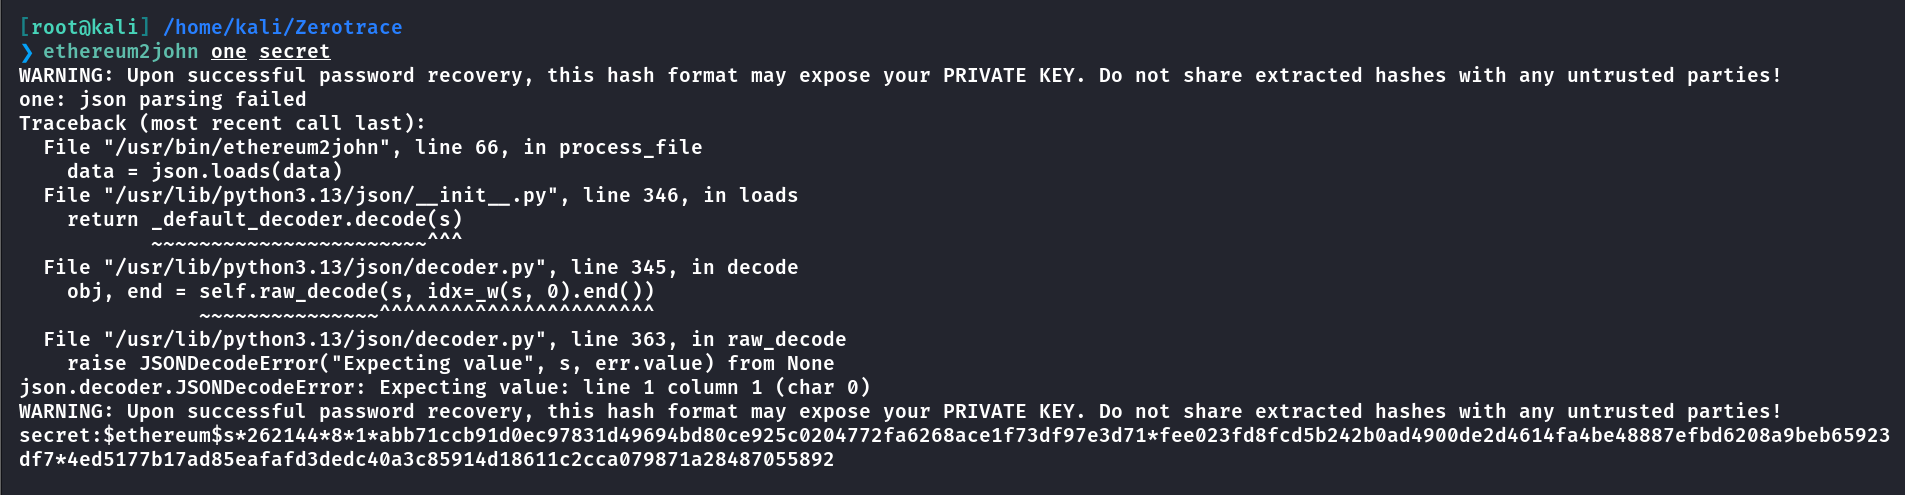 [root@kali] /home/kali/Zerotrace
❯ ethereum2john one secret
WARNING: Upon successful password recovery, this hash format may expose your PRIVATE KEY. Do not share extracted hashes with any untrusted parties!
one: json parsing failed
Traceback (most recent call last):
  File "/usr/bin/ethereum2john", line 66, in process_file
    data = json.loads(data)
  File "/usr/lib/python3.13/json/__init__.py", line 346, in loads
    return _default_decoder.decode(s)
           ~~~~~~~~~~~~~~~~~~~~~~~^^^
  File "/usr/lib/python3.13/json/decoder.py", line 345, in decode
    obj, end = self.raw_decode(s, idx=_w(s, 0).end())
               ~~~~~~~~~~~~~~~^^^^^^^^^^^^^^^^^^^^^^^
  File "/usr/lib/python3.13/json/decoder.py", line 363, in raw_decode
    raise JSONDecodeError("Expecting value", s, err.value) from None
json.decoder.JSONDecodeError: Expecting value: line 1 column 1 (char 0)
WARNING: Upon successful password recovery, this hash format may expose your PRIVATE KEY. Do not share extracted hashes with any untrusted parties!
secret:$ethereum$s*262144*8*1*abb71ccb91d0ec97831d49694bd80ce925c0204772fa6268ace1f73df97e3d71*fee023fd8fcd5b242b0ad4900de2d4614fa4be48887efbd6208a9beb65923
df7*4ed5177b17ad85eafafd3dedc40a3c85914d18611c2cca079871a28487055892